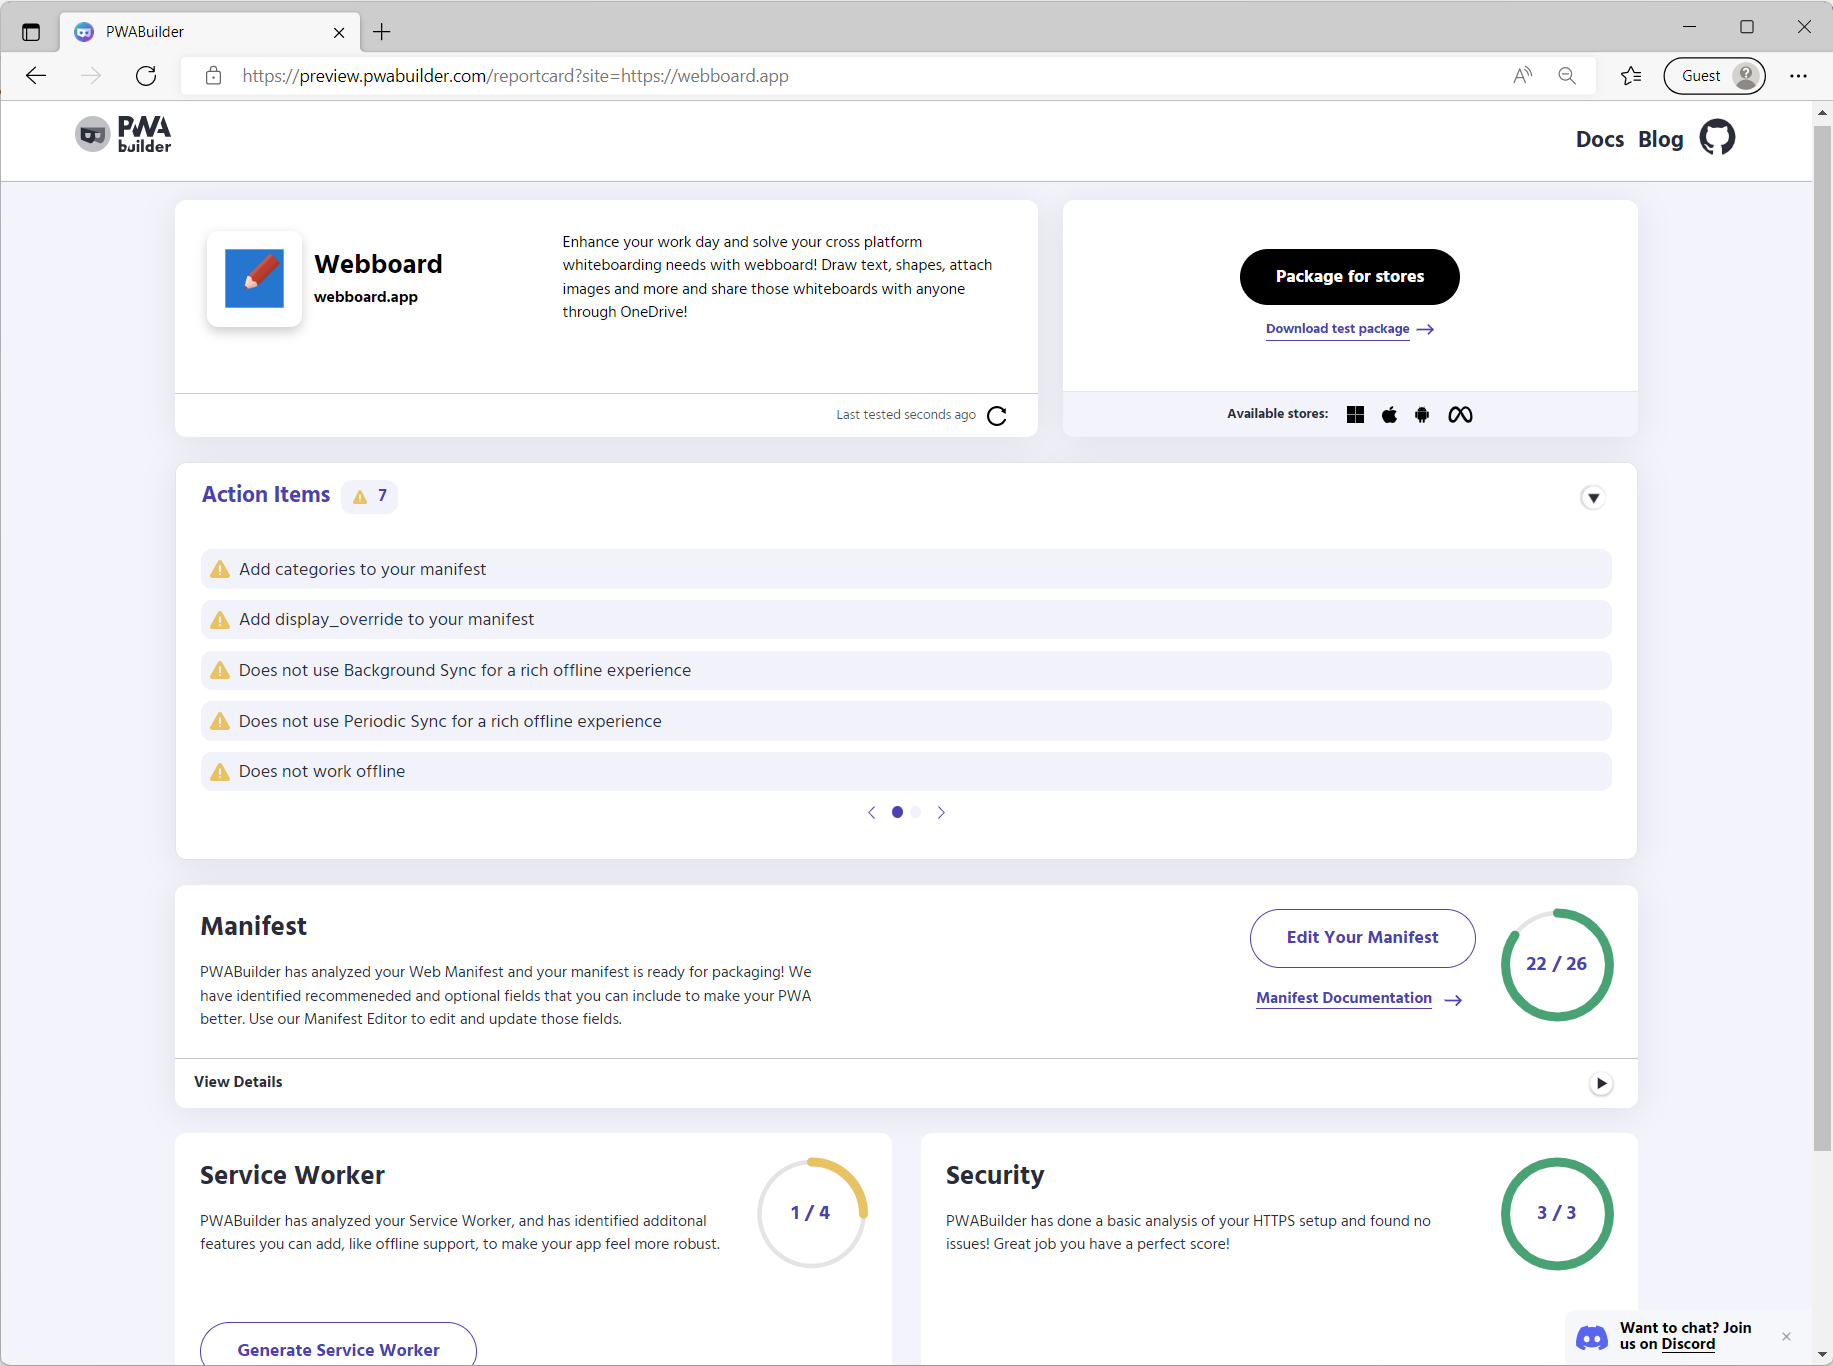 PWABuilder
https://preview.pwabuilder.com/reportcard?site=https://webboard.app
Guest
PWA
builder
Docs Blog
Webboard
webboard.app
Enhance your work day and solve your cross platform
whiteboarding needs with webboard! Draw text, shapes, attach
images and more and share those whiteboards with anyone
through OneDrive!
Last tested seconds ago
Package for stores
Download test package
Available stores:
Action Items 7
Add categories to your manifest
Add display_override to your manifest
Does not use Background Sync for a rich offline experience
Does not use Periodic Sync for a rich offline experience
Does not work offline
Manifest
PWABuilder has analyzed your Web Manifest and your manifest is ready for packaging! We
have identified recommeneded and optional fields that you can include to make your PWA
better. Use our Manifest Editor to edit and update those fields.
Edit Your Manifest
Manifest Documentation
22 / 26
View Details
Service Worker
PWABuilder has analyzed your Service Worker, and has identified additonal
features you can add, like offline support, to make your app feel more robust.
1 / 4
Generate Service Worker
Security
PWABuilder has done a basic analysis of your HTTPS setup and found no
issues! Great job you have a perfect score!
3 / 3
Want to chat? Join
us on Discord